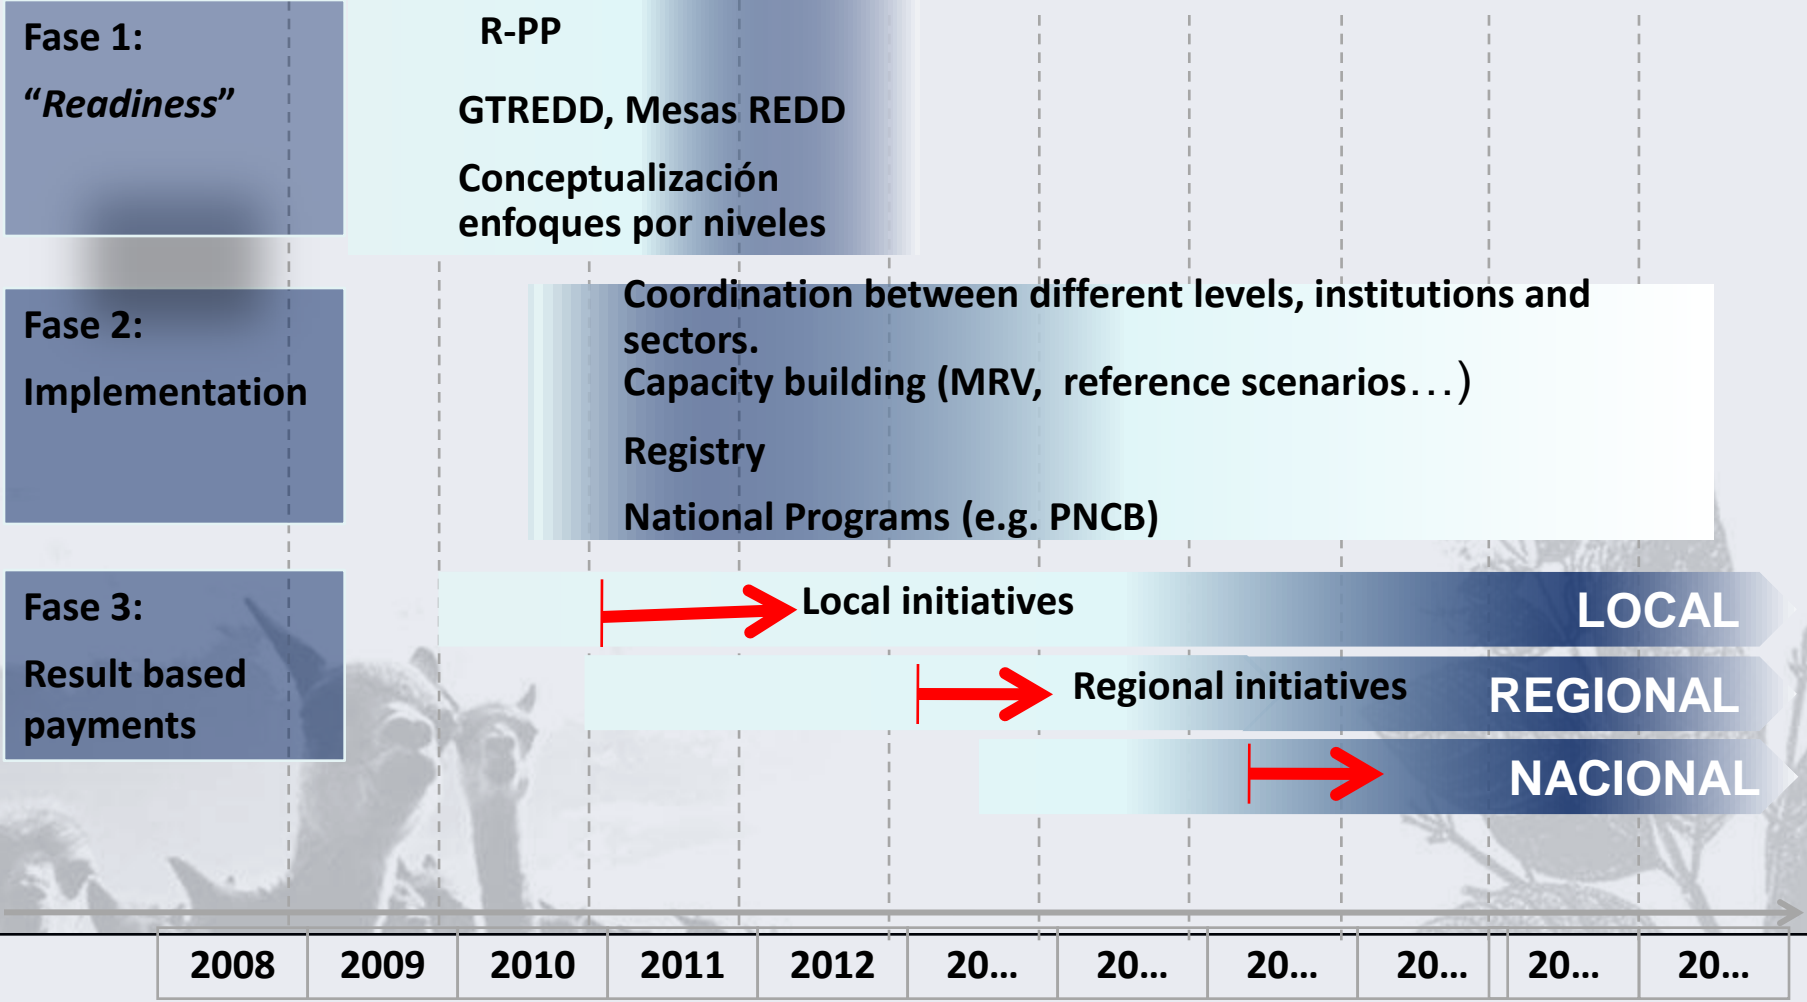 Fase 1:
“Readiness”
R-PP
GTREDD, Mesas REDD
Conceptualización
enfoques por niveles
Fase 2:
Implementation
Coordination between different levels, institutions and
sectors.
Capacity building (MRV, reference scenarios…)
Registry
National Programs (e.g. PNCB)
Fase 3:
Result based
payments
Local initiatives
LOCAL
Regional initiatives
REGIONAL
NACIONAL
2008 2009 2010 2011 2012 20… 20… 20… 20… 20… 20…